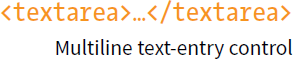 <textarea>…</textarea>
Multiline text-entry control